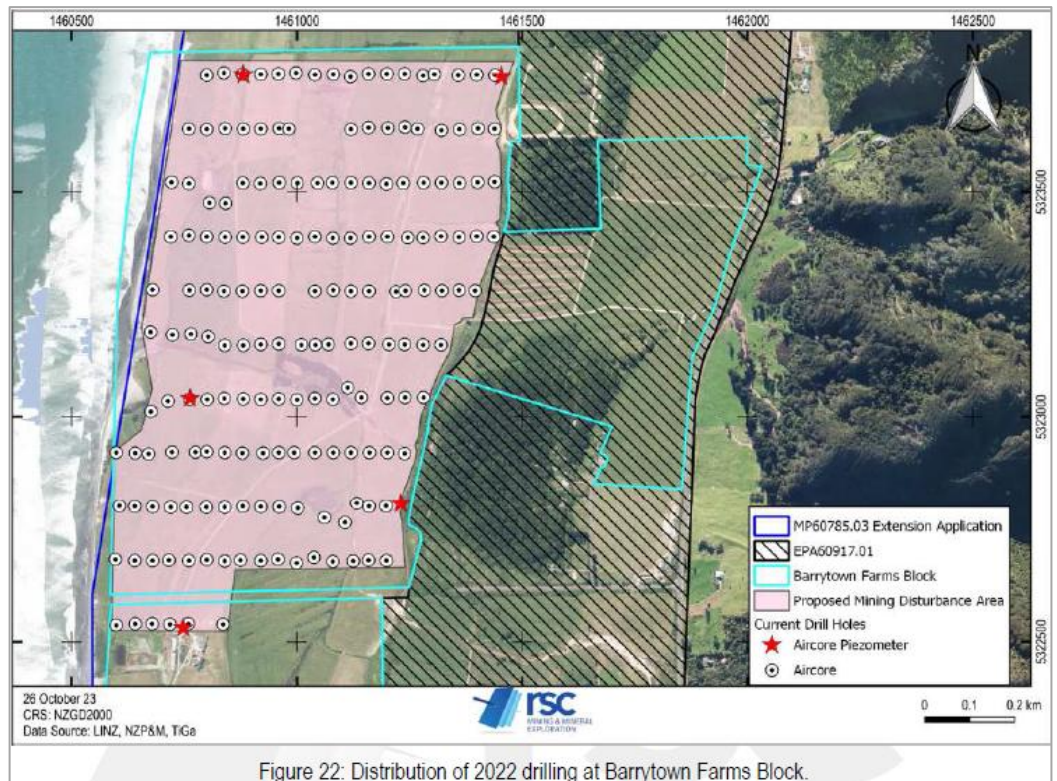 1460500 1461000 1461500 1462000 1462500
N
5323500
5323000
5322500
MP60785.03 Extension Application
EPA60917.01
Barrytown Farms Block
Proposed Mining Disturbance Area
Current Drill Holes
Aircore Piezometer
Aircore
26 October 23
CRS: NZGD2000
Data Source: LINZ, NZP&M, TiGa
rsc
MINING & MINERAL
EXPLORATION
0 0.1 0.2 km
Figure 22: Distribution of 2022 drilling at Barrytown Farms Block.